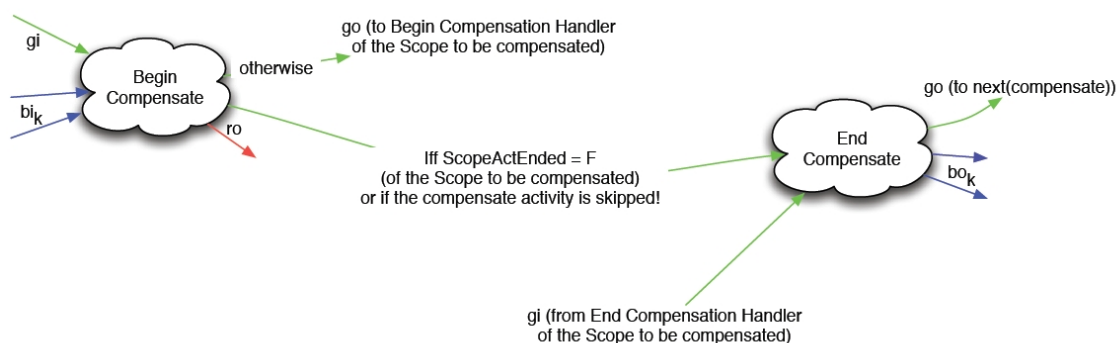 gi
bi k
Begin
Compensate
otherwise
ro
go (to Begin Compensation Handler
of the Scope to be compensated)
Iff ScopeActEnded = F
(of the Scope to be compensated)
or if the compensate activity is skipped!
End
Compensate
go (to next(compensate))
bo k
gi (from End Compensation Handler
of the Scope to be compensated)